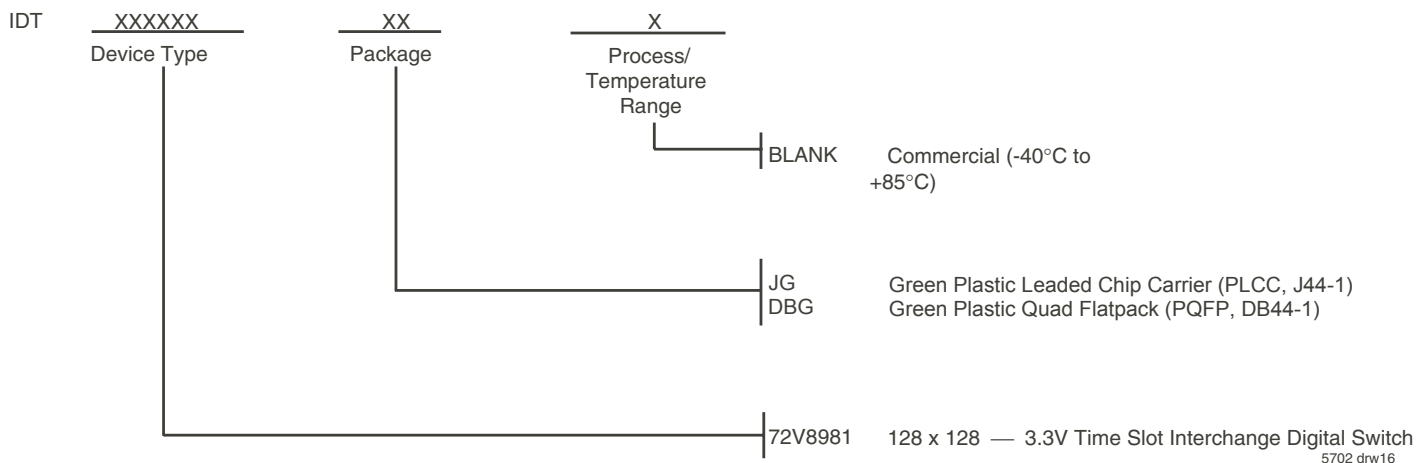 IDT XXXXXX XX X
Device Type Package Process/
Temperature
Range
BLANK Commercial (-40°C to
+85°C)
JG Green Plastic Leaded Chip Carrier (PLCC, J44-1)
DBG Green Plastic Quad Flatpack (PQFP, DB44-1)
72V8981 128 x 128 — 3.3V Time Slot Interchange Digital Switch
5702 drw16